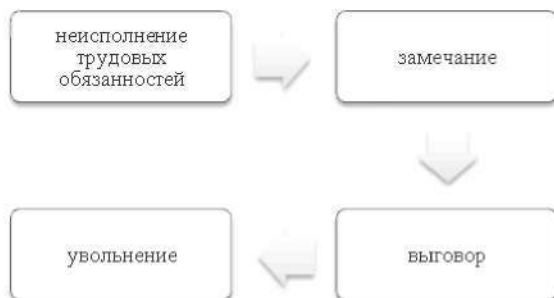 неисполнение
трудовых
обязанностей
замечание
выговор
увольнение